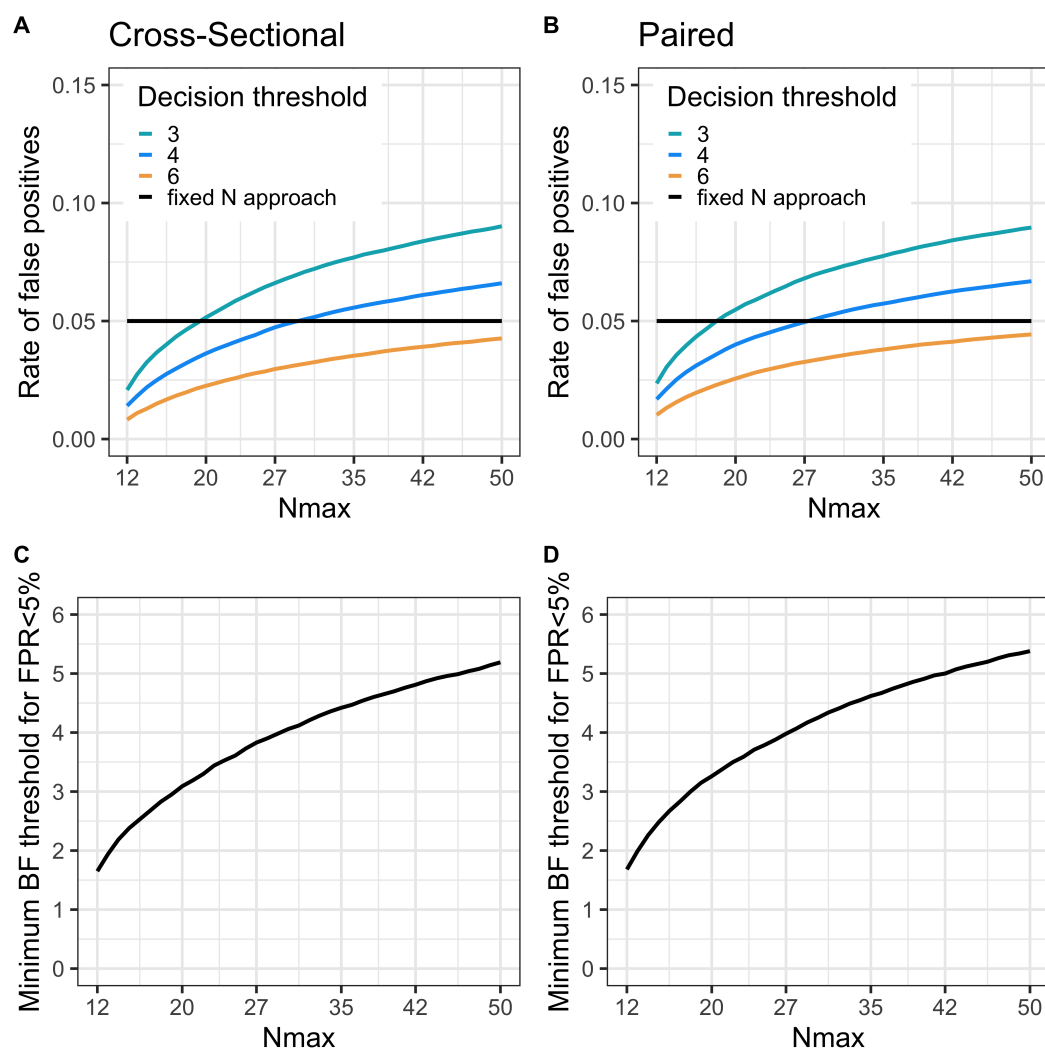 A
Cross-Sectional
Rate of false positives
0.15
0.10
0.05
0.00
Decision threshold
3
4
6
fixed N approach
12 20 27 35 42 50
Nmax
B
Paired
Rate of false positives
0.15
0.10
0.05
0.00
Decision threshold
3
4
6
fixed N approach
12 20 27 35 42 50
Nmax
C
Minimum BF threshold for FPR<5%
6
5
4
3
2
1
0
12 20 27 35 42 50
Nmax
D
Minimum BF threshold for FPR<5%
6
5
4
3
2
1
0
12 20 27 35 42 50
Nmax